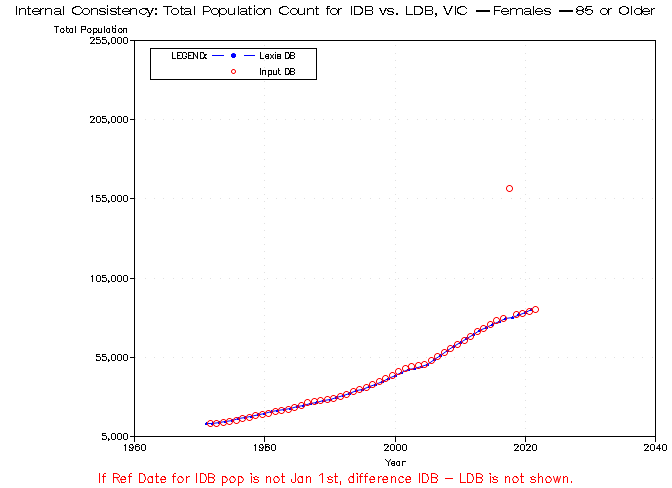 Internal Consistency: Total Population Count for IDB vs. LDB, VIC — Females — 85 or Older
Total Population
255,000
LEGEND: Lexis DB
Input DB
205,000
155,000
105,000
55,000
5,000
1960 1980 2000 2020 2040
Year
If Ref Date for IDB pop is not Jan 1st, difference IDB – LDB is not shown.